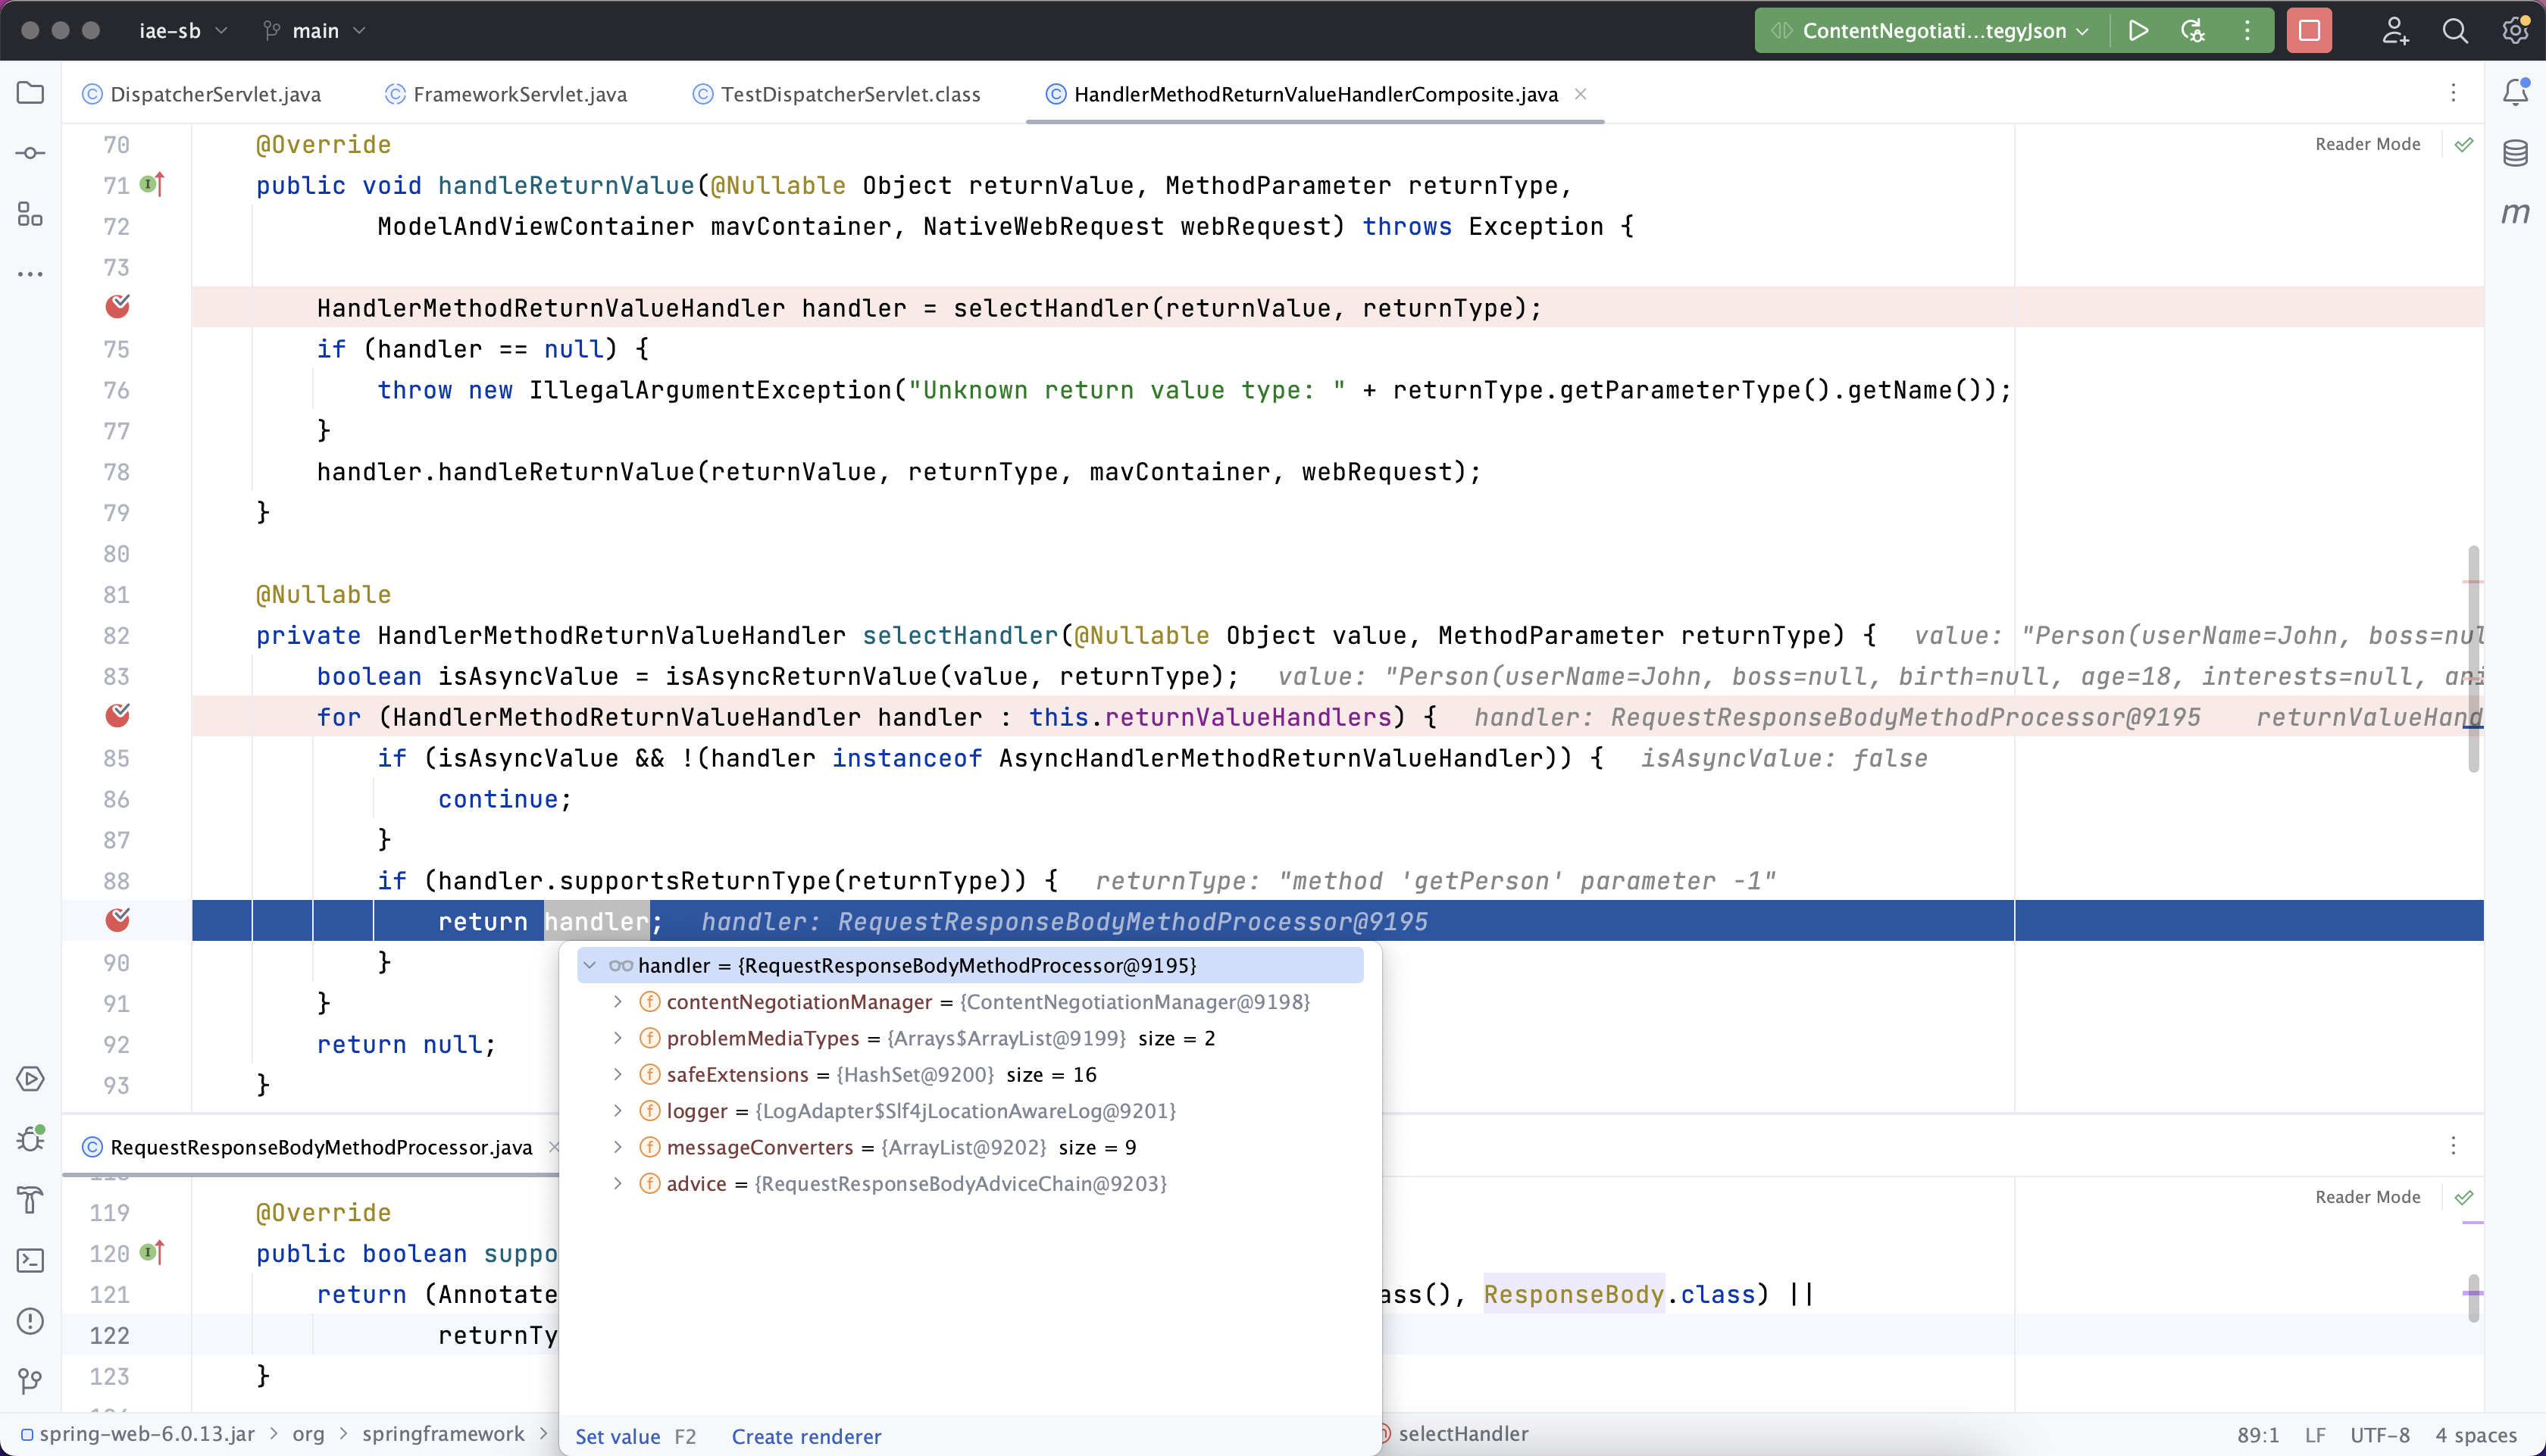 iae-sb main ContentNegotiati...tegyJson
DispatcherServlet.java FrameworkServlet.java TestDispatcherServlet.class HandlerMethodReturnValueHandlerComposite.java
Reader Mode
70 @Override
71 public void handleReturnValue(@Nullable Object returnValue, MethodParameter returnType,
72 ModelAndViewContainer mavContainer, NativeWebRequest webRequest) throws Exception {
73
HandlerMethodReturnValueHandler handler = selectHandler(returnValue, returnType);
75 if (handler == null) {
76 throw new IllegalArgumentException("Unknown return value type: " + returnType.getParameterType().getName());
77 }
78 handler.handleReturnValue(returnValue, returnType, mavContainer, webRequest);
79 }
80
81 @Nullable
82 private HandlerMethodReturnValueHandler selectHandler(@Nullable Object value, MethodParameter returnType) { value: "Person(userName=John, boss=nul
83 boolean isAsyncValue = isAsyncReturnValue(value, returnType); value: "Person(userName=John, boss=null, birth=null, age=18, interests=null, ani
for (HandlerMethodReturnValueHandler handler : this.returnValueHandlers) { handler: RequestResponseBodyMethodProcessor@9195 returnValueHand
85 if (isAsyncValue && !(handler instanceof AsyncHandlerMethodReturnValueHandler)) { isAsyncValue: false
86 continue;
87 }
88 if (handler.supportsReturnType(returnType)) { returnType: "method 'getPerson' parameter -1"
return handler; handler: RequestResponseBodyMethodProcessor@9195
90 }
91 }
92 return null;
93 }
handler = {RequestResponseBodyMethodProcessor@9195}
contentNegotiationManager = {ContentNegotiationManager@9198}
problemMediaTypes = {Arrays$ArrayList@9199} size = 2
safeExtensions = {HashSet@9200} size = 16
logger = {LogAdapter$Slf4jLocationAwareLog@9201}
messageConverters = {ArrayList@9202} size = 9
advice = {RequestResponseBodyAdviceChain@9203}
Set value F2 Create renderer
RequestResponseBodyMethodProcessor.java
Reader Mode
119 @Override
120 public boolean suppo
121 return (Annotate ass(), ResponseBody.class) ||
122 returnTy
123 }
spring-web-6.0.13.jar > org > springframework > selectHandler 89:1 LF UTF-8 4 spaces